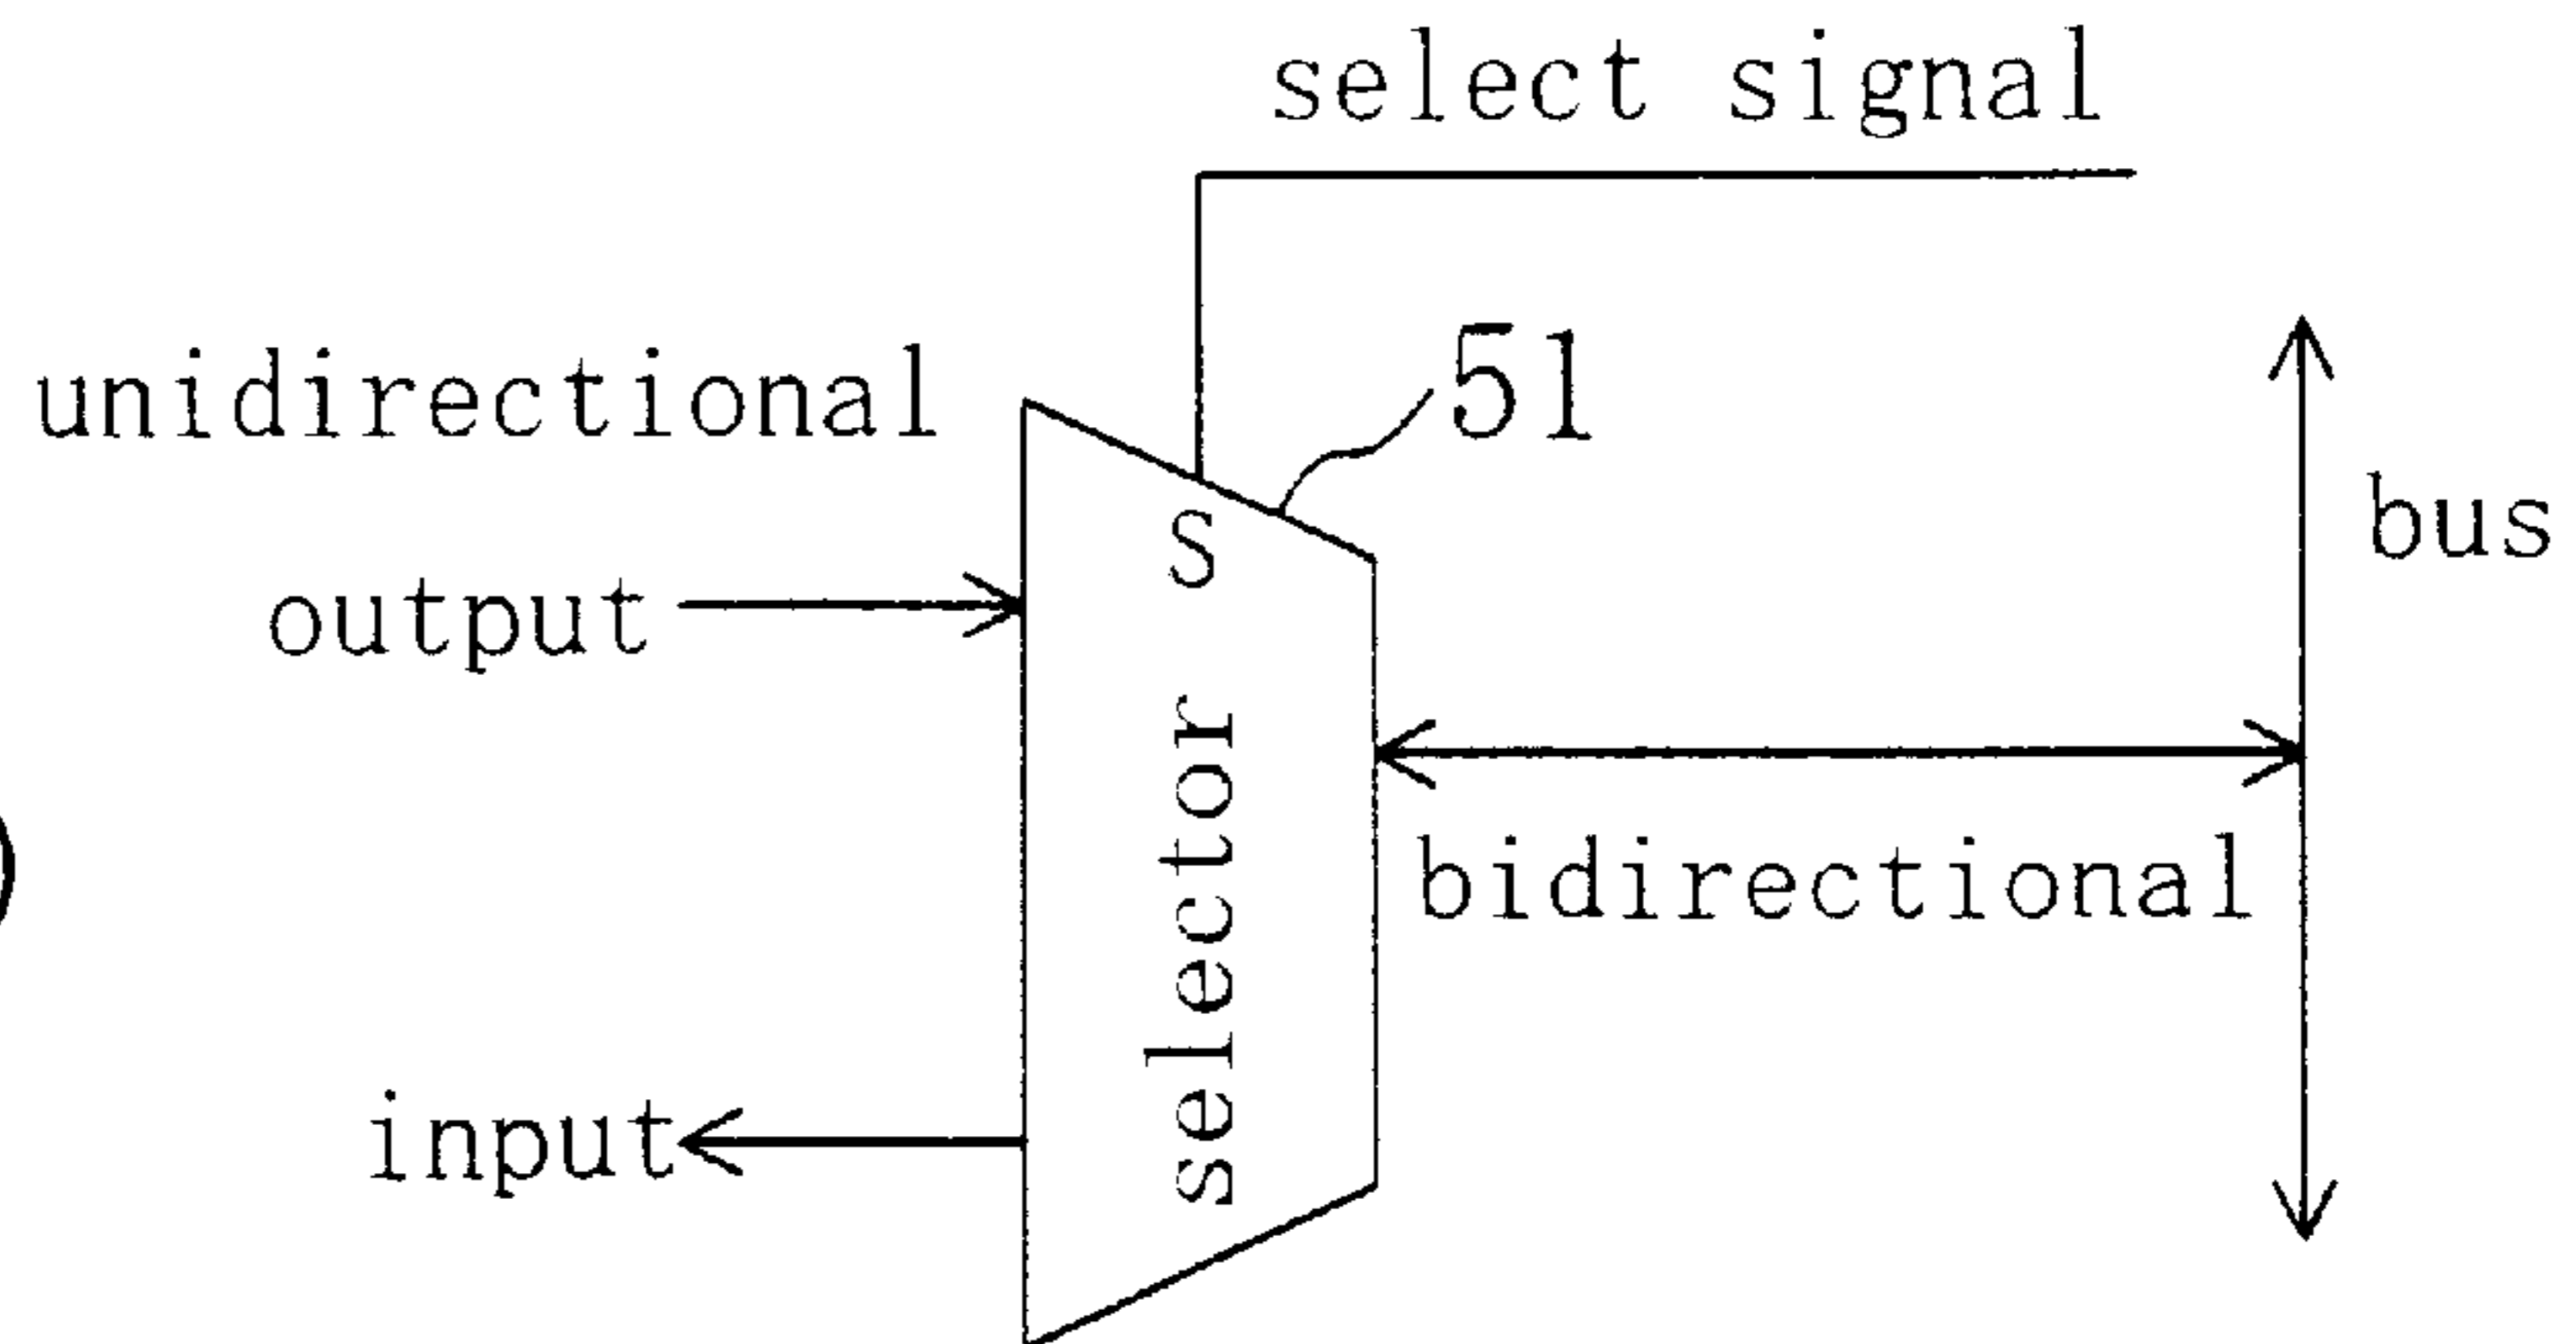 select signal
unidirectional
51
S
bus
output
selector
bidirectional
input
)